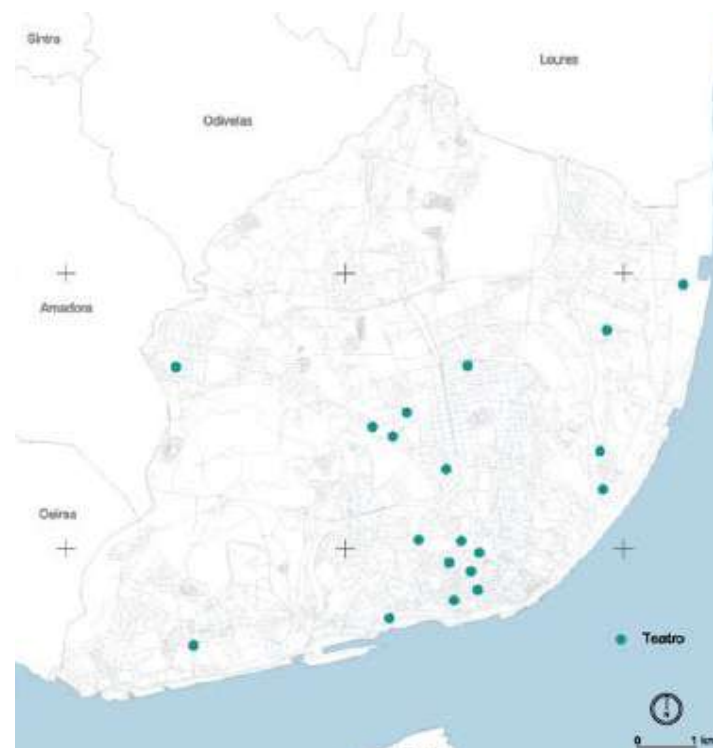 Sintra
Loures
Odivelas
Amadora
Oeiras
Teatro
N
0 1 km